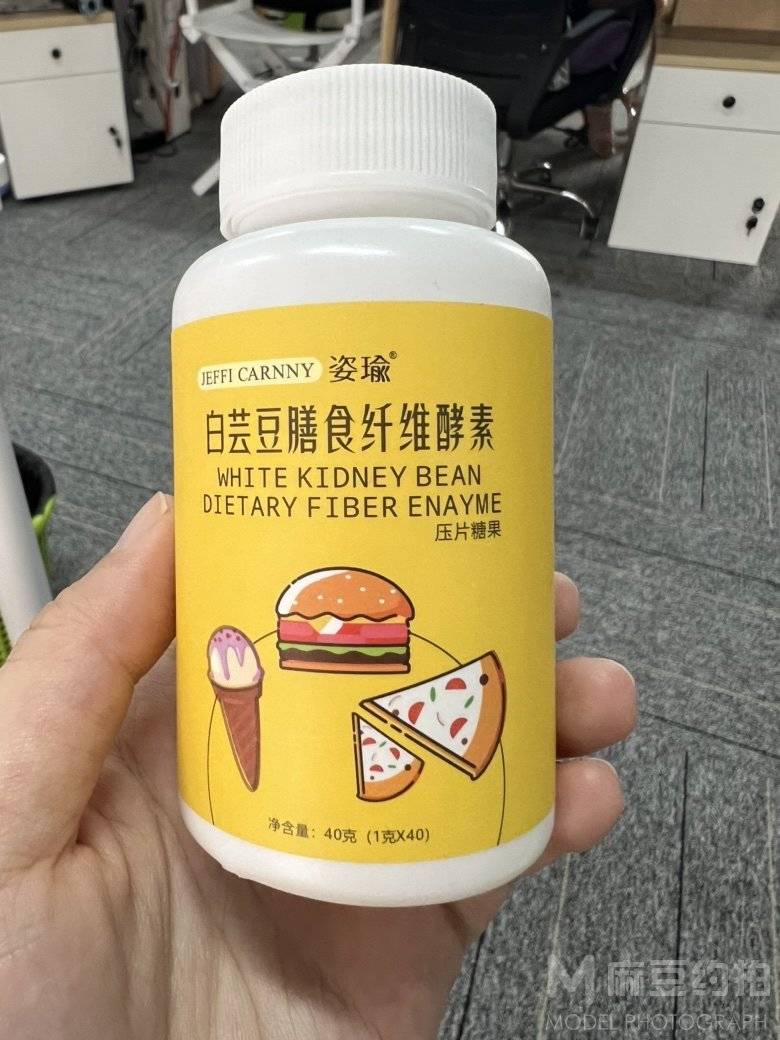 JEFFI CARNNY 姿瑜®
白芸豆膳食纤维酵素
WHITE KIDNEY BEAN
DIETARY FIBER ENAYME
压片糖果
净含量：40克（1克X40）
M 麻豆约拍
MODEL PHOTOGRAPH